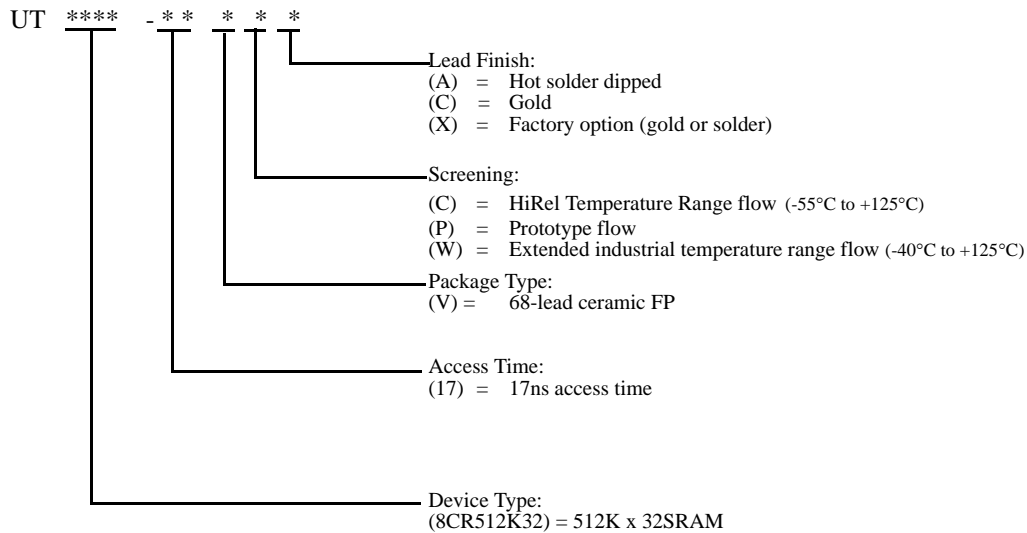 UT **** - * * * * *
Lead Finish:
(A) = Hot solder dipped
(C) = Gold
(X) = Factory option (gold or solder)
Screening:
(C) = HiRel Temperature Range flow (-55°C to +125°C)
(P) = Prototype flow
(W) = Extended industrial temperature range flow (-40°C to +125°C)
Package Type:
(V) = 68-lead ceramic FP
Access Time:
(17) = 17ns access time
Device Type:
(8CR512K32) = 512K x 32SRAM